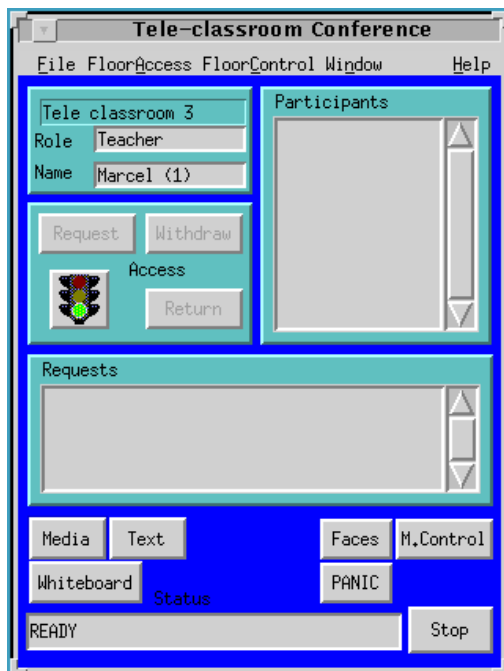 Tele-classroom Conference
File FloorAccess FloorControl Window Help
Tele classroom 3
Role Teacher
Name Marcel (1)
Participants
Request Withdraw
Access
Return
Requests
Media Text Faces M.Control
Whiteboard PANIC
Status
READY Stop